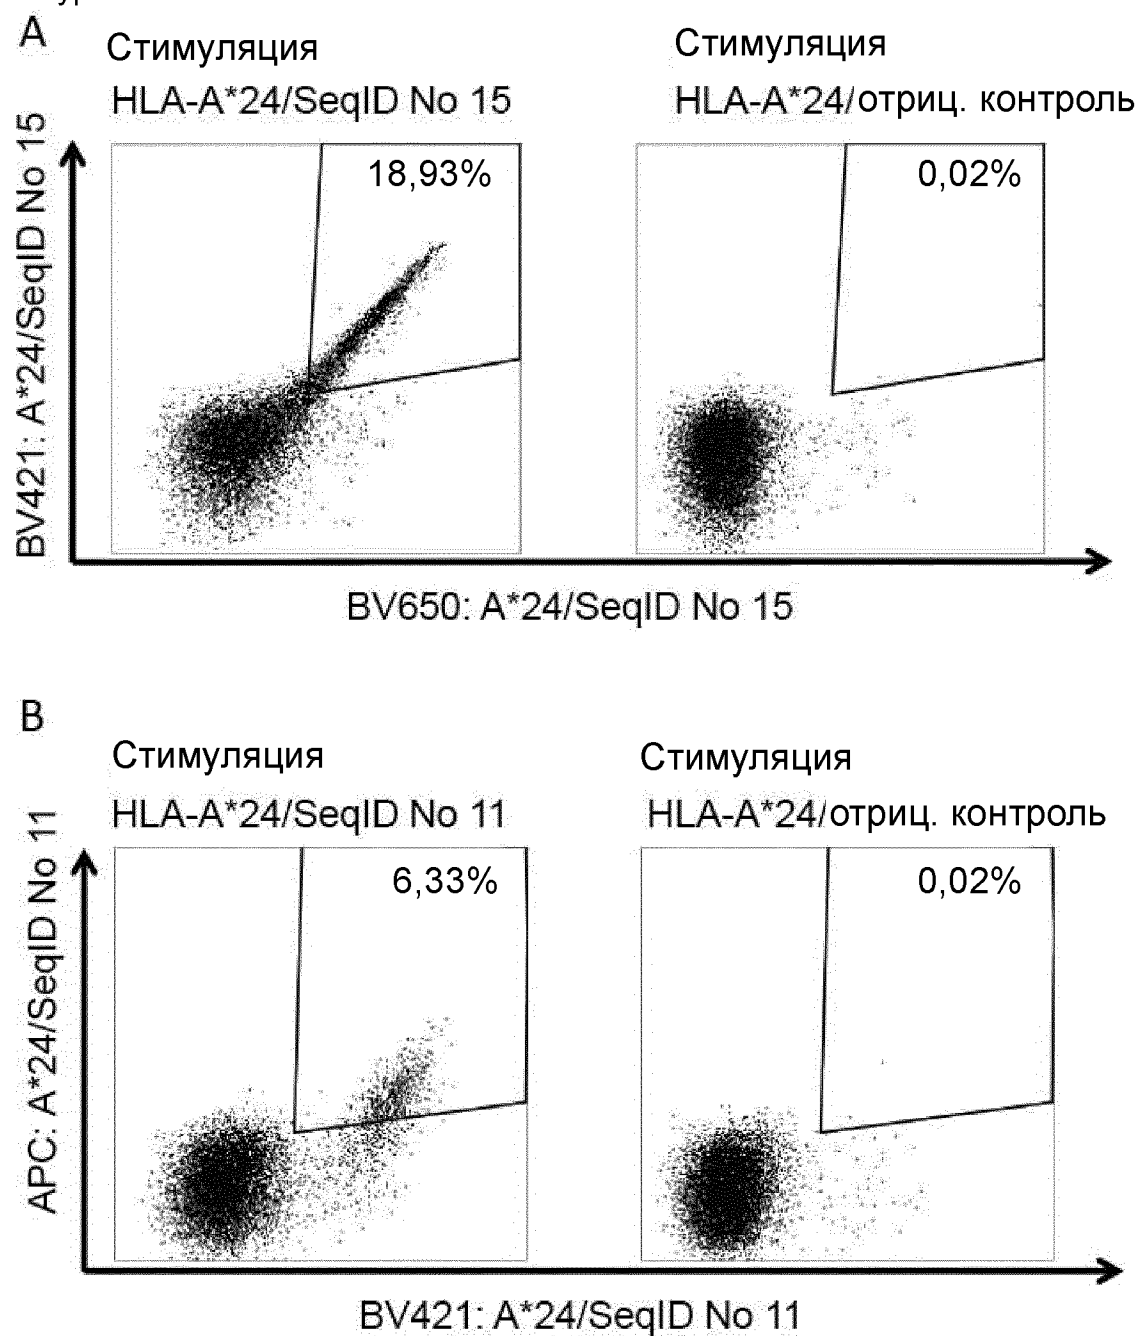 A
Стимуляция
HLA-A*24/SeqID No 15
Стимуляция
HLA-A*24/отриц. контроль
BV421: A*24/SeqID No 15
18,93%
0,02%
BV650: A*24/SeqID No 15
B
Стимуляция
HLA-A*24/SeqID No 11
Стимуляция
HLA-A*24/отриц. контроль
APC: A*24/SeqID No 11
6,33%
0,02%
BV421: A*24/SeqID No 11